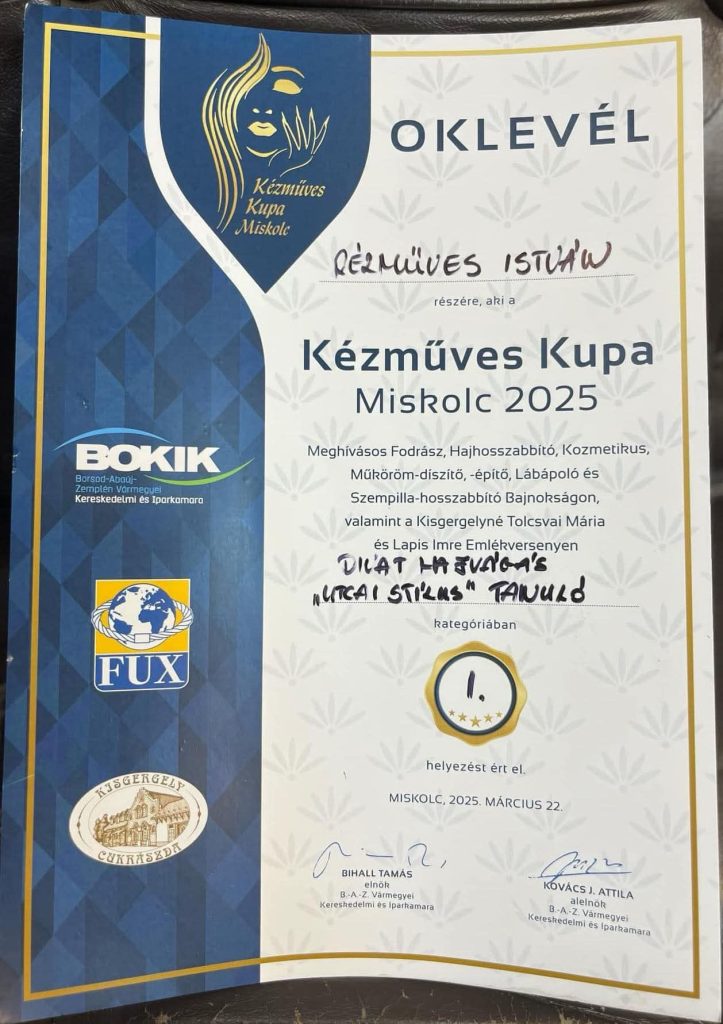 OKLEVÉL
Kézműves
Kupa
Miskolc
RÉZMŰVES ISTVÁN
részére, aki a
Kézműves Kupa
Miskolc 2025
Meghívásos Fodrász, Hajhosszabbító, Kozmetikus,
Műköröm-díszítő, -építő, Lábápoló és
Szempilla-hosszabbító Bajnokságon,
valamint a Kisgergelyné Tolcsvai Mária
és Lapis Imre Emlékversenyen
DIVAT HAJVÁGÁS
"UTCAI STÍLUS" TANULÓ
kategóriában
1.
helyezést ért el.
MISKOLC, 2025. MÁRCIUS 22.
BIHALL TAMÁS
elnök
B.-A.-Z. Vármegyei
Kereskedelmi és Iparkamara
KOVÁCS J. ATTILA
alelnök
B.-A.-Z. Vármegyei
Kereskedelmi és Iparkamara
BOKIK
Borsod-Abaúj-
Zemplén Vármegyei
Kereskedelmi és Iparkamara
FUX
KISGERGELY
CUKRÁSZDA